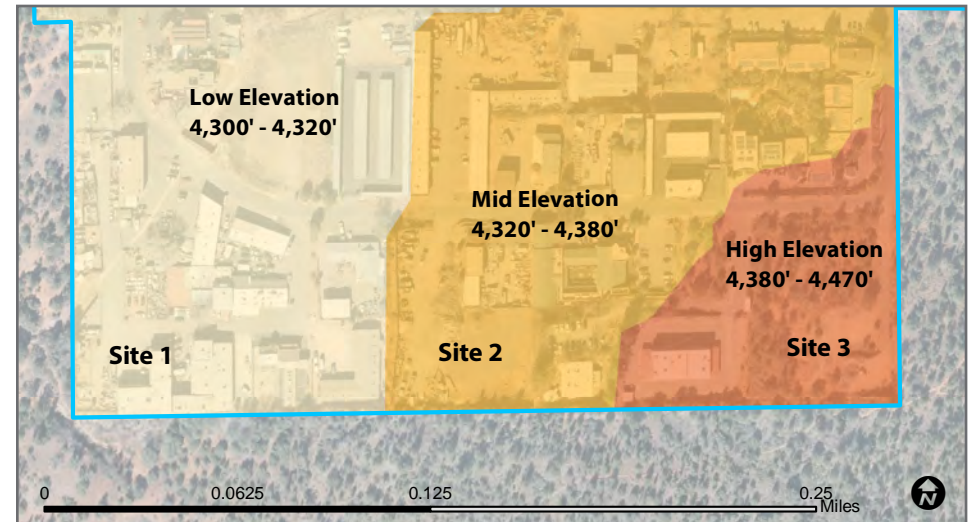 Low Elevation
4,300' - 4,320'
Mid Elevation
4,320' - 4,380'
High Elevation
4,380' - 4,470'
Site 1
Site 2
Site 3
0
0.0625
0.125
0.25
Miles
N